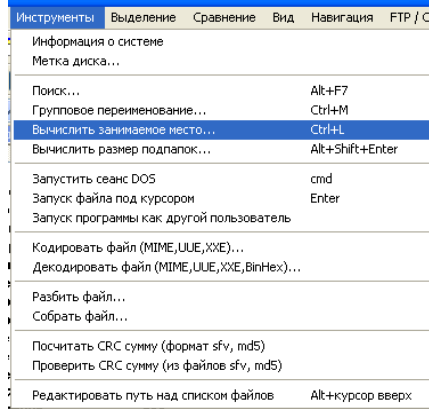 Инструменты Выделение Сравнение Вид Навигация FTP /
Информация о системе
Метка диска...
Поиск... Alt+F7
Групповое переименование... Ctrl+M
Вычислить занимаемое место... Ctrl+L
Вычислить размер подпапок... Alt+Shift+Enter
Запустить сеанс DOS cmd
Запуск файла под курсором Enter
Запуск программы как другой пользователь
Кодировать файл (MIME,UUE,XXE)...
Декодировать файл (MIME,UUE,XXE,BinHex)...
Разбить файл...
Собрать файл...
Посчитать CRC сумму (формат sfv, md5)
Проверить CRC сумму (из файлов sfv, md5)
Редактировать путь над списком файлов Alt+курсор вверх